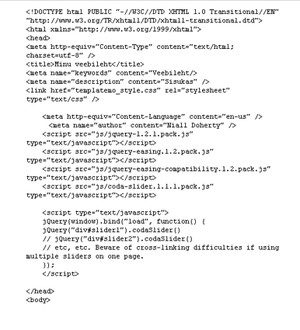 <!DOCTYPE html PUBLIC "-//W3C//DTD XHTML 1.0 Transitional//EN"
"http://www.w3.org/TR/xhtml1/DTD/xhtml1-transitional.dtd">
<html xmlns="http://www.w3.org/1999/xhtml">
<head>
<meta http-equiv="Content-Type" content="text/html;
charset=utf-8" />
<title>Minu veebileht</title>
<meta name="keywords" content="Veebileht/>
<meta name="description" content="Sisukas" />
<link href="templatemo_style.css" rel="stylesheet"
type="text/css" />
<meta http-equiv="Content-Language" content="en-us" />
<meta name="author" content="Niall Doherty" />
<script src="js/jquery-1.2.1.pack.js"
type="text/javascript"></script>
<script src="js/jquery-easing.1.2.pack.js"
type="text/javascript"></script>
<script src="js/jquery-easing-compatibility.1.2.pack.js"
type="text/javascript"></script>
<script src="js/coda-slider.1.1.1.pack.js"
type="text/javascript"></script>
<script type="text/javascript">
jQuery(window).bind("load", function() {
jQuery("div#slider1").codaSlider()
// jQuery("div#slider2").codaSlider()
// etc, etc. Beware of cross-linking difficulties if using
multiple sliders on one page.
});
</script>
</head>
<body>